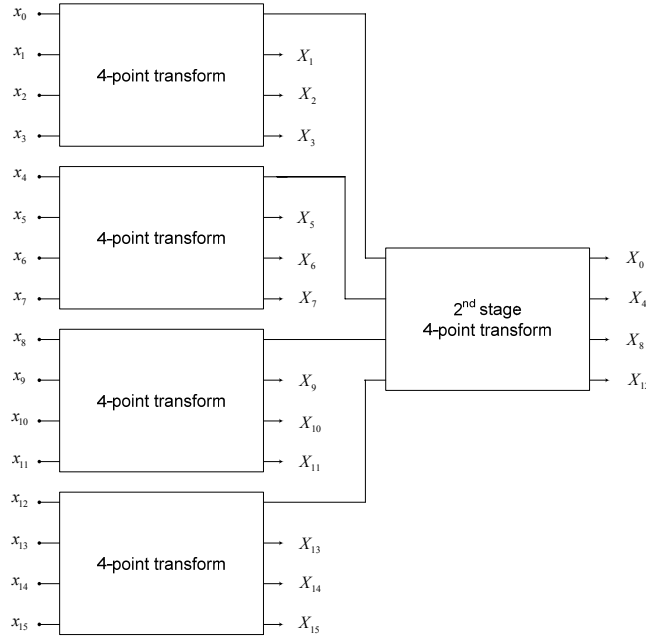 x0
4-point transform
x1
X1
x2
X2
x3
X3
x4
4-point transform
x5
X5
x6
X6
x7
X7
2nd stage
4-point transform
X0
X4
X8
x8
4-point transform
x9
X9
x10
X10
x11
X11
x12
4-point transform
x13
X13
x14
X14
x15
X15